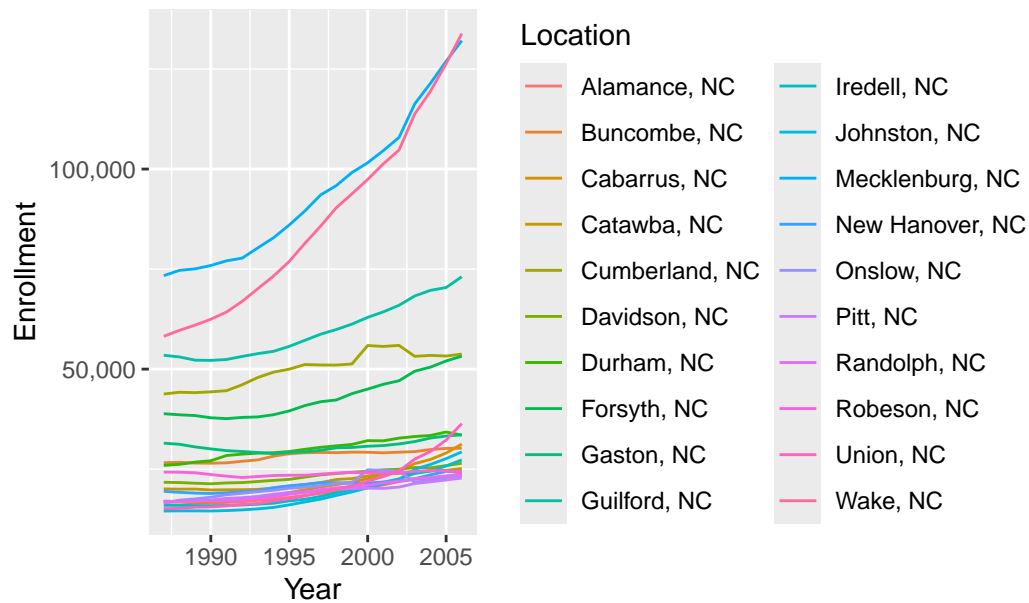 Location
Alamance, NC
Buncombe, NC
Cabarrus, NC
Catawba, NC
Cumberland, NC
Davidson, NC
Durham, NC
Forsyth, NC
Gaston, NC
Guilford, NC
Iredell, NC
Johnston, NC
Mecklenburg, NC
New Hanover, NC
Onslow, NC
Pitt, NC
Randolph, NC
Robeson, NC
Union, NC
Wake, NC
Enrollment
100,000
50,000
1990 1995 2000 2005
Year